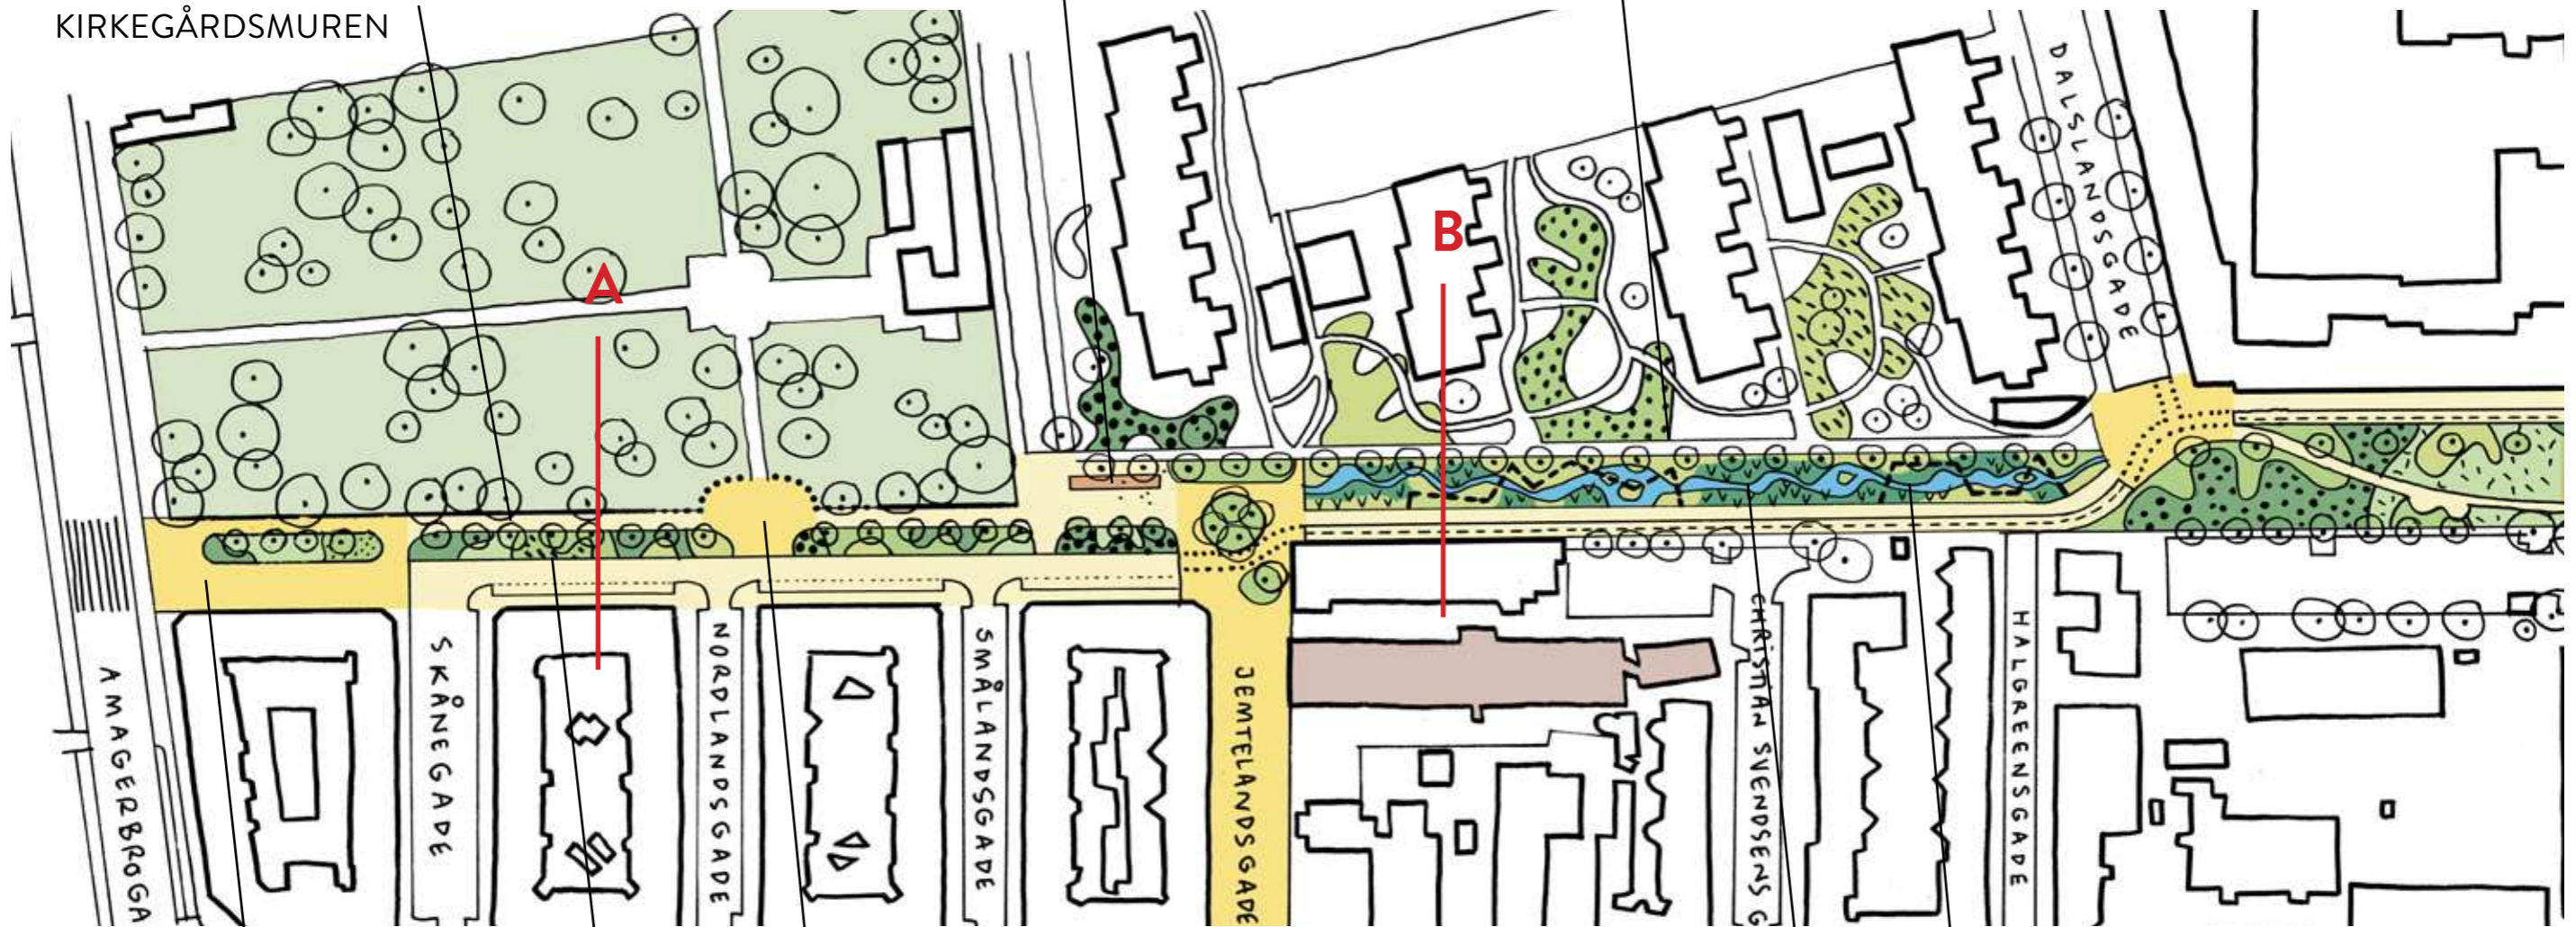 KIRKEGÅRDSMUREN
DALSLANDSGADE
B
A
AMAGERBROGA
SKÅNEGADE
NORDLANDSGADE
SMÅLANDSGADE
JEMTELANDSGADE
CHRISTIAN SVENDSENS G
HALGREENSGADE